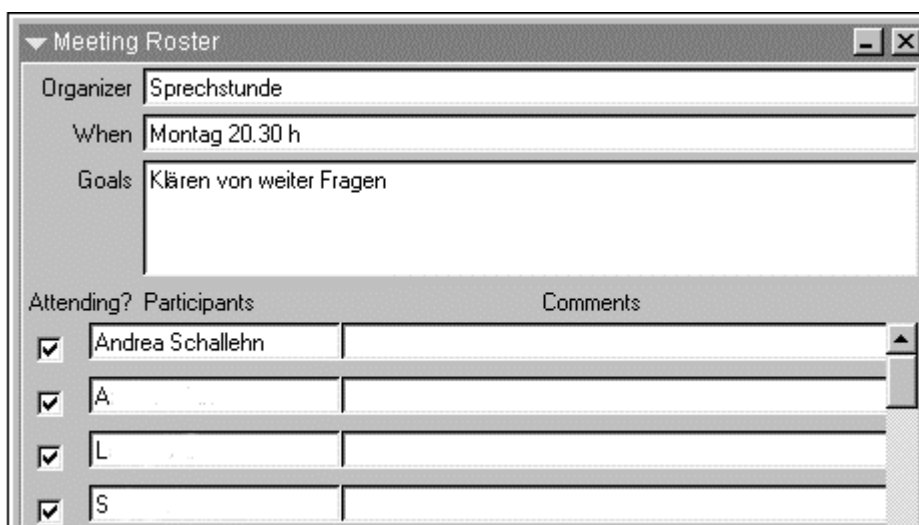 Meeting Roster
Organizer Sprechstunde
When Montag 20.30 h
Goals Klären von weiter Fragen
Attending? Participants Comments
Andrea Schallehn
A
L
S